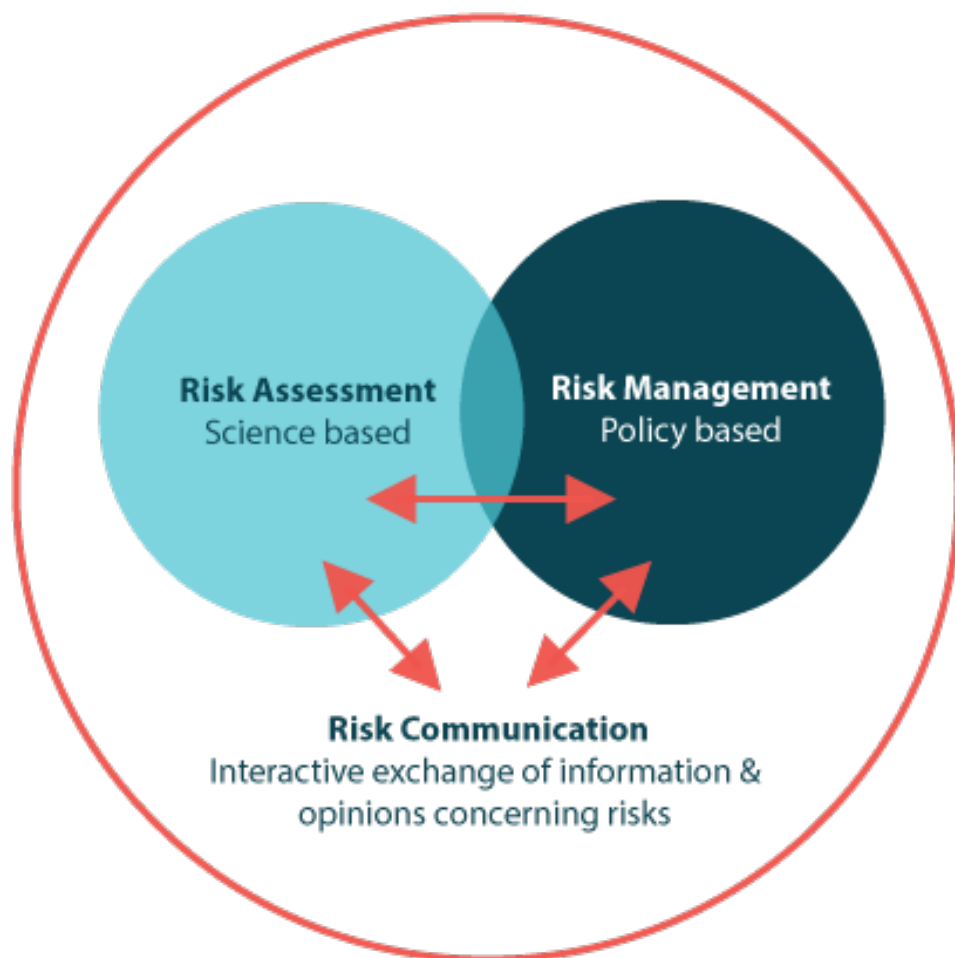 Risk Assessment
Science based
Risk Management
Policy based
Risk Communication
Interactive exchange of information &
opinions concerning risks